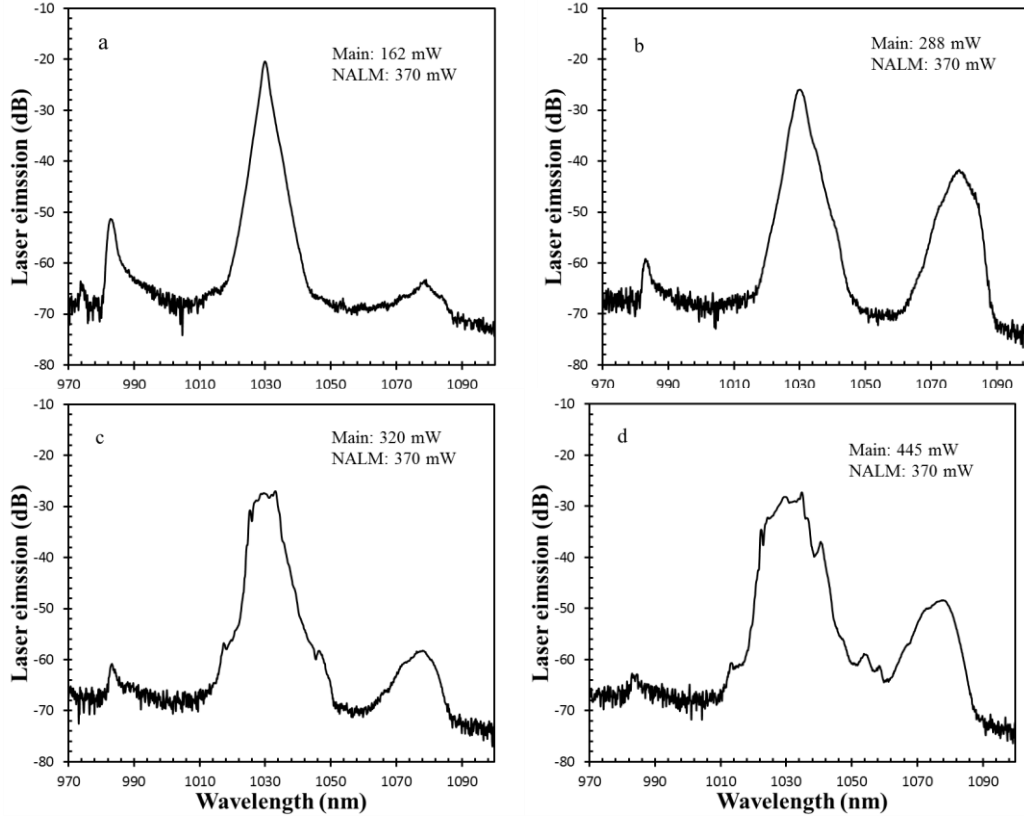 -10
-20
-30
-40
-50
-60
-70
-80
Laser eimssion (dB)
a
Main: 162 mW
NALM: 370 mW
970 990 1010 1030 1050 1070 1090
-10
-20
-30
-40
-50
-60
-70
-80
Laser eimssion (dB)
b
Main: 288 mW
NALM: 370 mW
970 990 1010 1030 1050 1070 1090
-10
-20
-30
-40
-50
-60
-70
-80
Laser eimssion (dB)
c
Main: 320 mW
NALM: 370 mW
970 990 1010 1030 1050 1070 1090
Wavelength (nm)
-10
-20
-30
-40
-50
-60
-70
-80
Laser eimssion (dB)
d
Main: 445 mW
NALM: 370 mW
970 990 1010 1030 1050 1070 1090
Wavelength (nm)